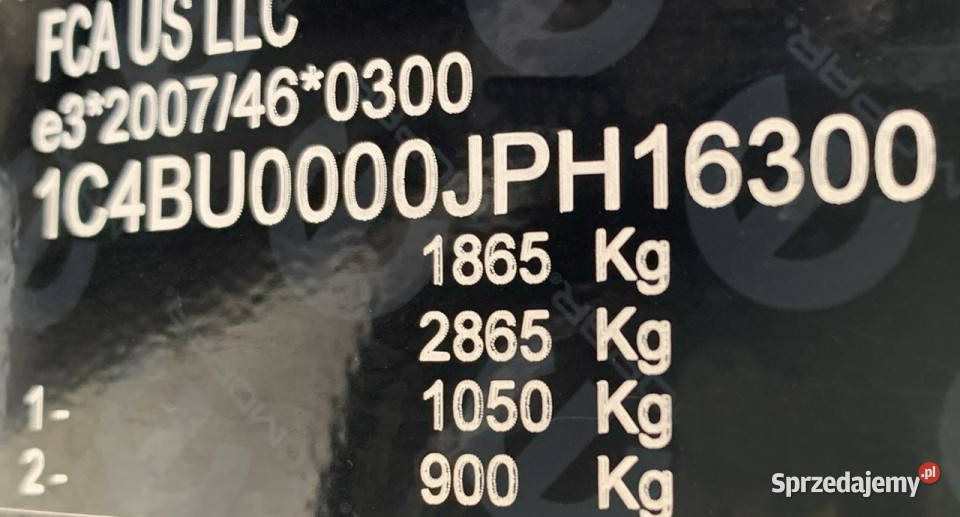 FCA US LLC
e3*2007/46*0300
1C4BU0000JPH16300
1865 Kg
2865 Kg
1- 1050 Kg
2- 900 Kg
Sprzedajemy.pl